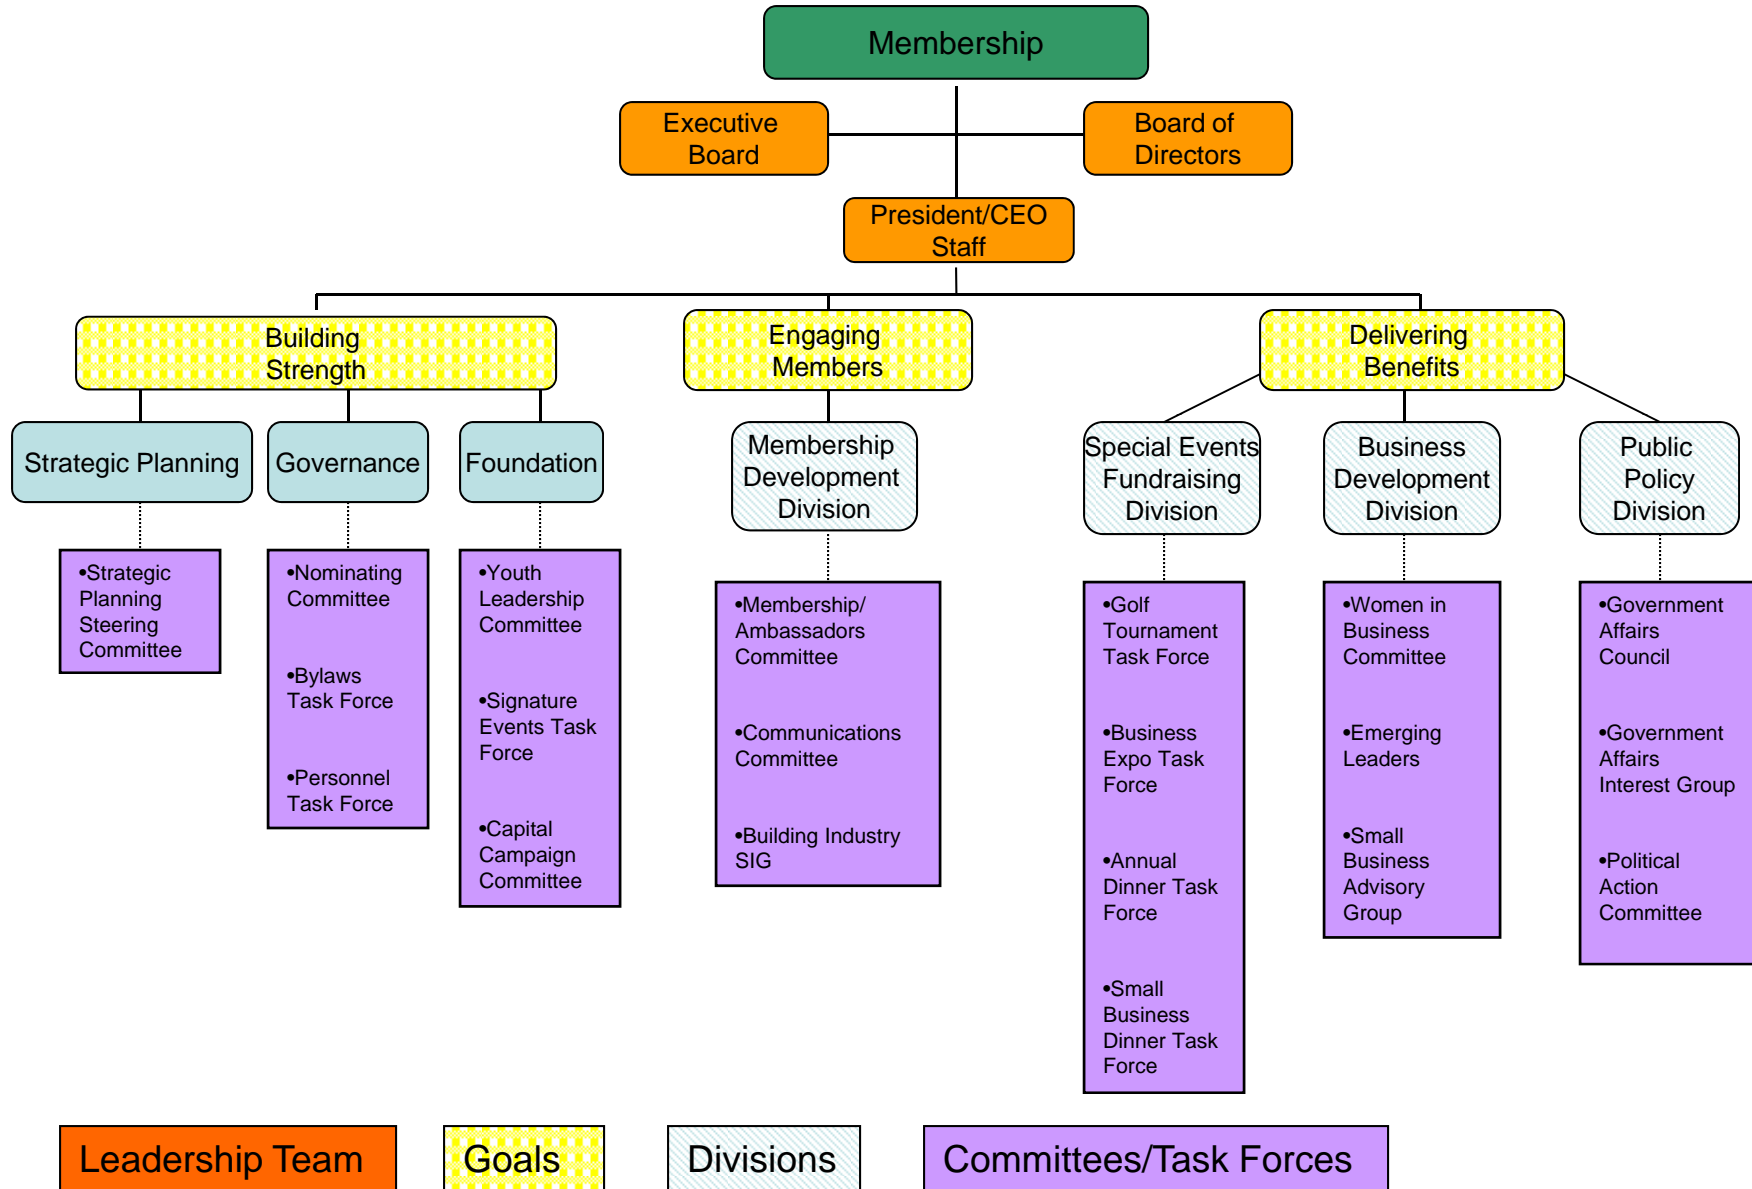 Membership
Executive
Board
Board of
Directors
President/CEO
Staff
Building
Strength
Engaging
Members
Delivering
Benefits
Strategic Planning
Governance
Foundation
Membership
Development
Division
Special Events
Fundraising
Division
Business
Development
Division
Public
Policy
Division
•Strategic
Planning
Steering
Committee
•Nominating
Committee
•Bylaws
Task Force
•Personnel
Task Force
•Youth
Leadership
Committee
•Signature
Events Task
Force
•Capital
Campaign
Committee
•Membership/
Ambassadors
Committee
•Communications
Committee
•Building Industry
SIG
•Golf
Tournament
Task Force
•Business
Expo Task
Force
•Annual
Dinner Task
Force
•Small
Business
Dinner Task
Force
•Women in
Business
Committee
•Emerging
Leaders
•Small
Business
Advisory
Group
•Government
Affairs
Council
•Government
Affairs
Interest Group
•Political
Action
Committee
Leadership Team
Goals
Divisions
Committees/Task Forces